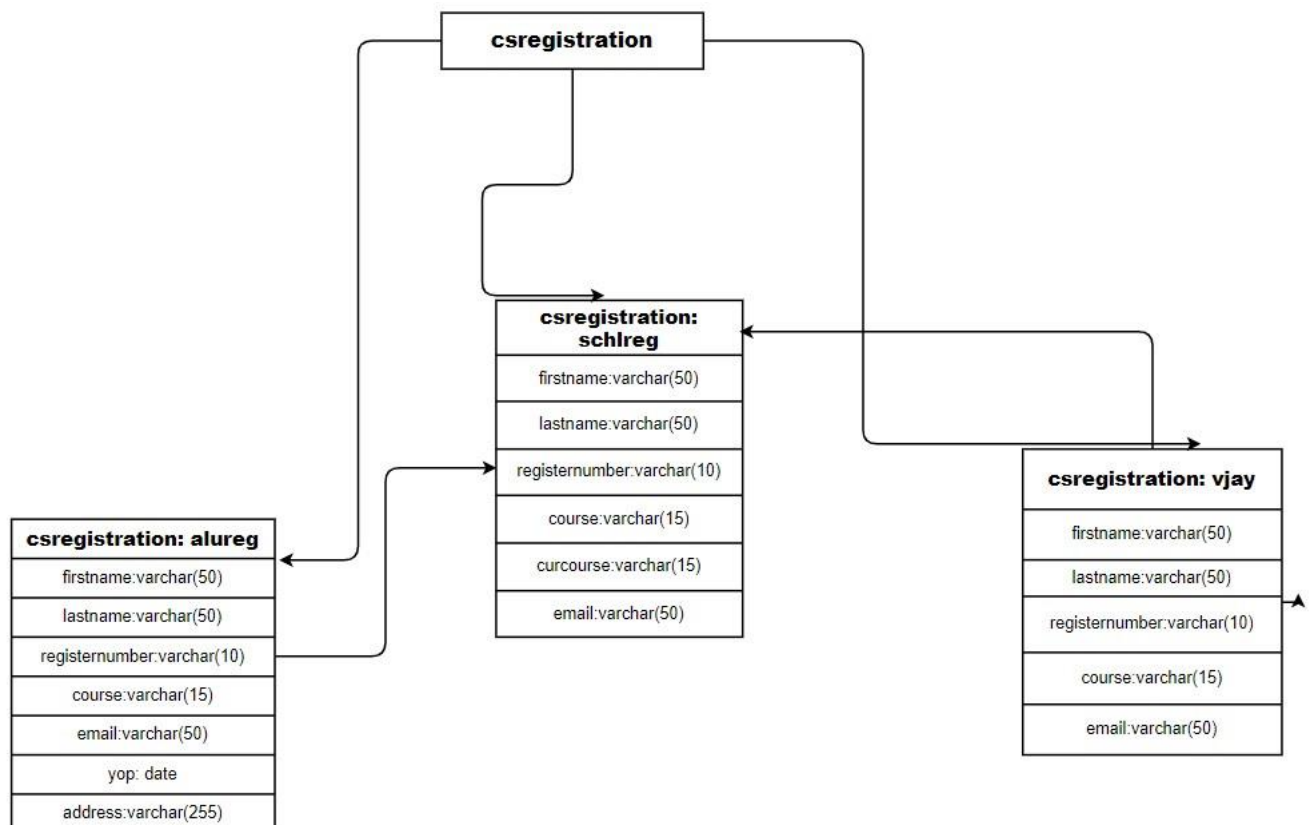 csregistration
csregistration:
schlreg
firstname:varchar(50)
lastname:varchar(50)
registernumber:varchar(10)
course:varchar(15)
curcourse:varchar(15)
email:varchar(50)
csregistration: vjay
firstname:varchar(50)
lastname:varchar(50)
registernumber:varchar(10)
course:varchar(15)
email:varchar(50)
csregistration: alureg
firstname:varchar(50)
lastname:varchar(50)
registernumber:varchar(10)
course:varchar(15)
email:varchar(50)
yop: date
address:varchar(255)